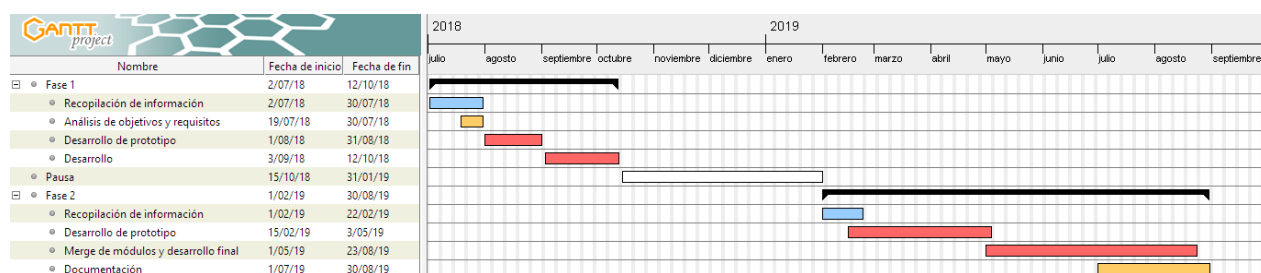 GANTT
project
2018 2019
julio agosto septiembre octubre noviembre diciembre enero febrero marzo abril mayo junio julio agosto septiembre
Nombre Fecha de inicio Fecha de fin
Fase 1 2/07/18 12/10/18
Recopilación de información 2/07/18 30/07/18
Análisis de objetivos y requisitos 19/07/18 30/07/18
Desarrollo de prototipo 1/08/18 31/08/18
Desarrollo 3/09/18 12/10/18
Pausa 15/10/18 31/01/19
Fase 2 1/02/19 30/08/19
Recopilación de información 1/02/19 22/02/19
Desarrollo de prototipo 15/02/19 3/05/19
Merge de módulos y desarrollo final 1/05/19 23/08/19
Documentación 1/07/19 30/08/19